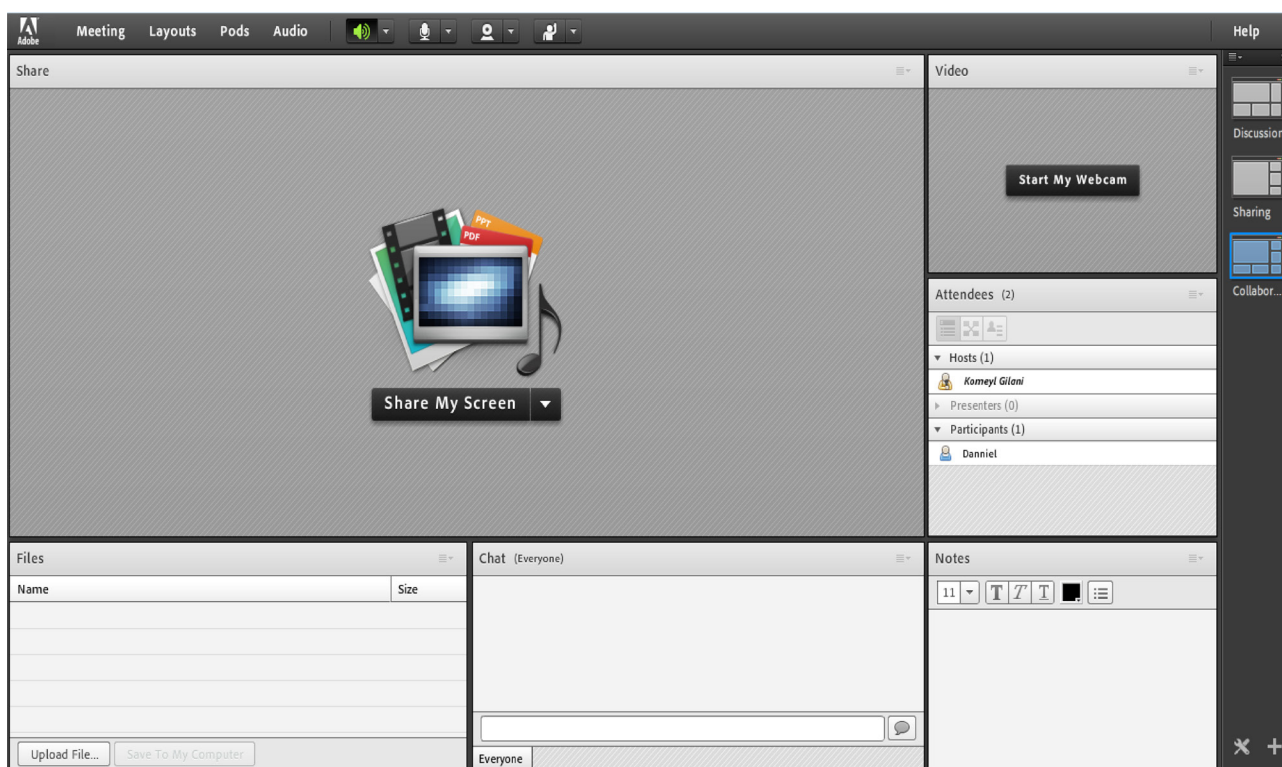 Adobe
Meeting Layouts Pods Audio Help
Share
PPT
PDF
Share My Screen
Video
Start My Webcam
Attendees (2)
Hosts (1)
Komeyl Gilani
Presenters (0)
Participants (1)
Danniel
Files
Name Size
Upload File... Save To My Computer
Chat (Everyone)
Everyone
Notes
11 T T T
Discussion
Sharing
Collabor...